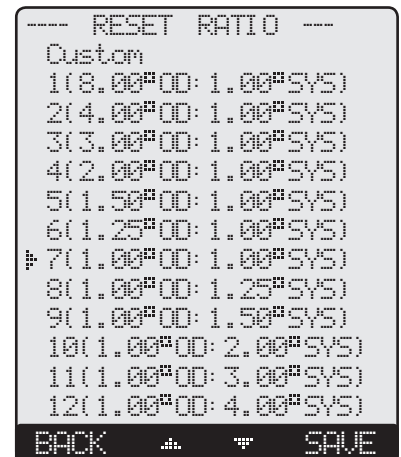 ---- RESET RATIO ---
Custom
1(8.00°OD:1.00°SYS)
2(4.00°OD:1.00°SYS)
3(3.00°OD:1.00°SYS)
4(2.00°OD:1.00°SYS)
5(1.50°OD:1.00°SYS)
6(1.25°OD:1.00°SYS)
7(1.00°OD:1.00°SYS)
8(1.00°OD:1.25°SYS)
9(1.00°OD:1.50°SYS)
10(1.00°OD:2.00°SYS)
11(1.00°OD:3.00°SYS)
12(1.00°OD:4.00°SYS)
BACK SAVE